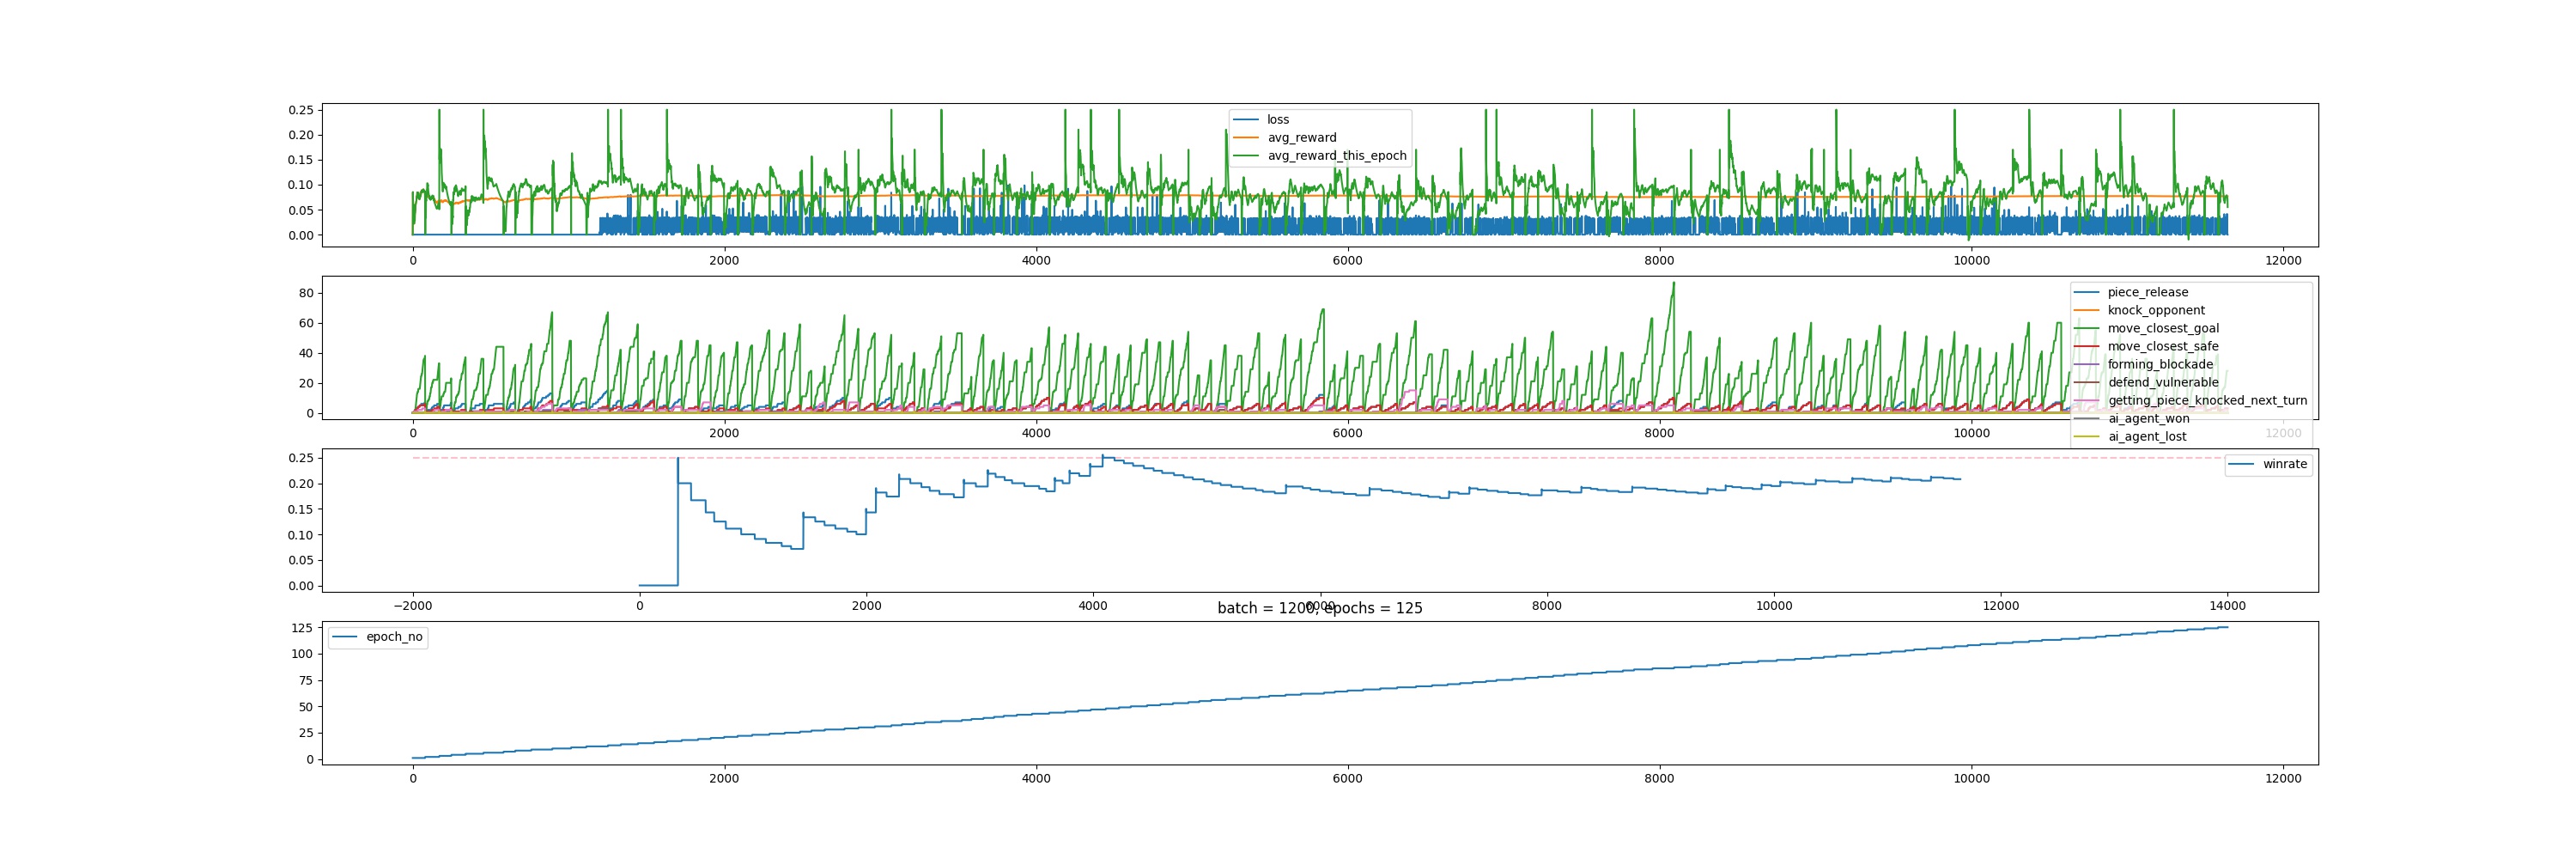 0.25
0.20
0.15
0.10
0.05
0.00
loss
avg_reward
avg_reward_this_epoch
0 2000 4000 6000 8000 10000 12000
80
60
40
20
0
piece_release
knock_opponent
move_closest_goal
move_closest_safe
forming_blockade
defend_vulnerable
getting_piece_knocked_next_turn
ai_agent_won
ai_agent_lost
0 2000 4000 6000 8000 10000 12000
0.25
0.20
0.15
0.10
0.05
0.00
winrate
−2000 0 2000 4000 6000 8000 10000 12000 14000
batch = 1200, epochs = 125
125
100
75
50
25
0
epoch_no
0 2000 4000 6000 8000 10000 12000